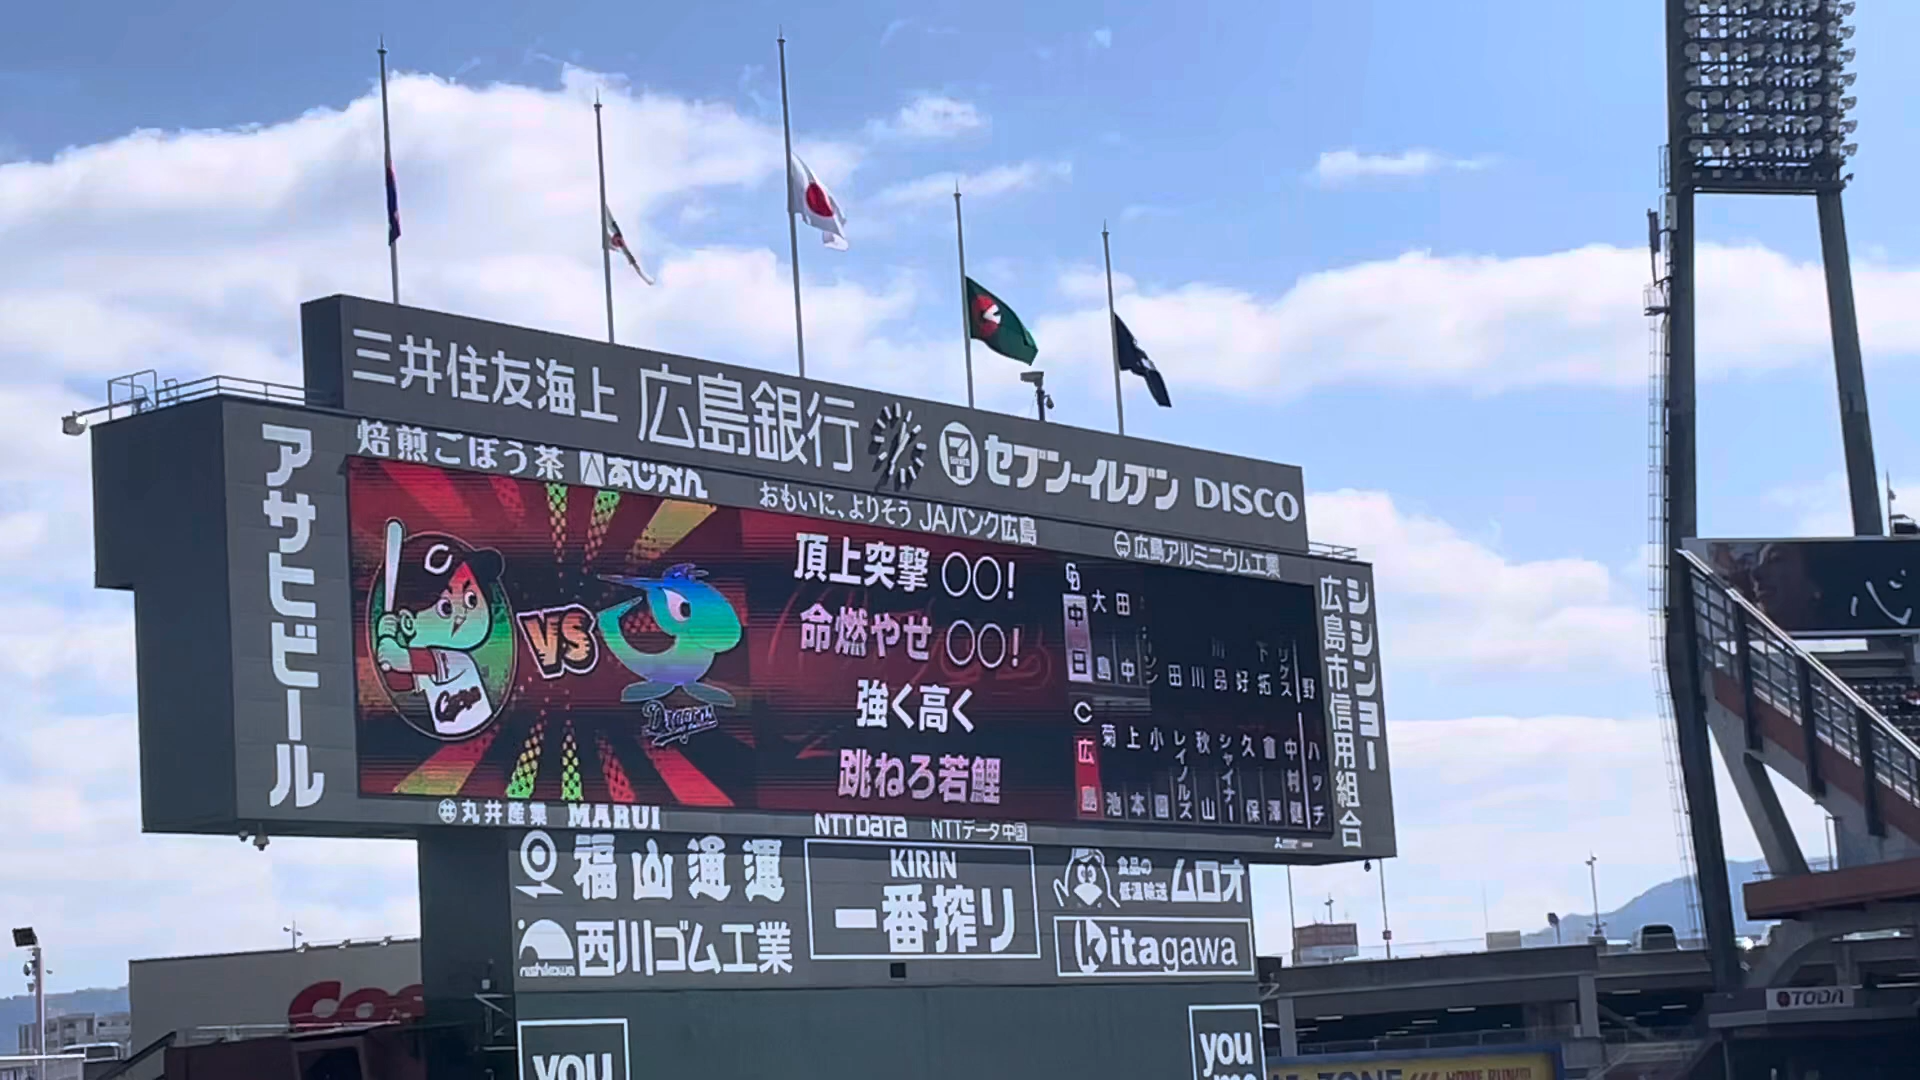 三井住友海上 広島銀行 セブン-イレブン DISCO
焙煎ごぼう茶 あじかん
おもいに、よりそう JAバンク広島
広島アルミニウム工業
アサヒビール
シシンヨー
広島市信用組合
C
VS
Carp
Dragons
頂上突撃 〇〇!
命燃やせ 〇〇!
強く高く
跳ねろ若鯉
中日
大島
田中
田
川
昂
好
下拓
野
C
広島
菊池
上本
小園
レイノルズ
秋山
シャイナー
久保
會澤
中村健
ハッチ
丸井産業 MARUI
NTT DATA NTTデータ中国
福山通運
KIRIN
一番搾り
食品の
低温輸送
ムロオ
nishikawa
西川ゴム工業
kitagawa
you
you
me
TODA
心